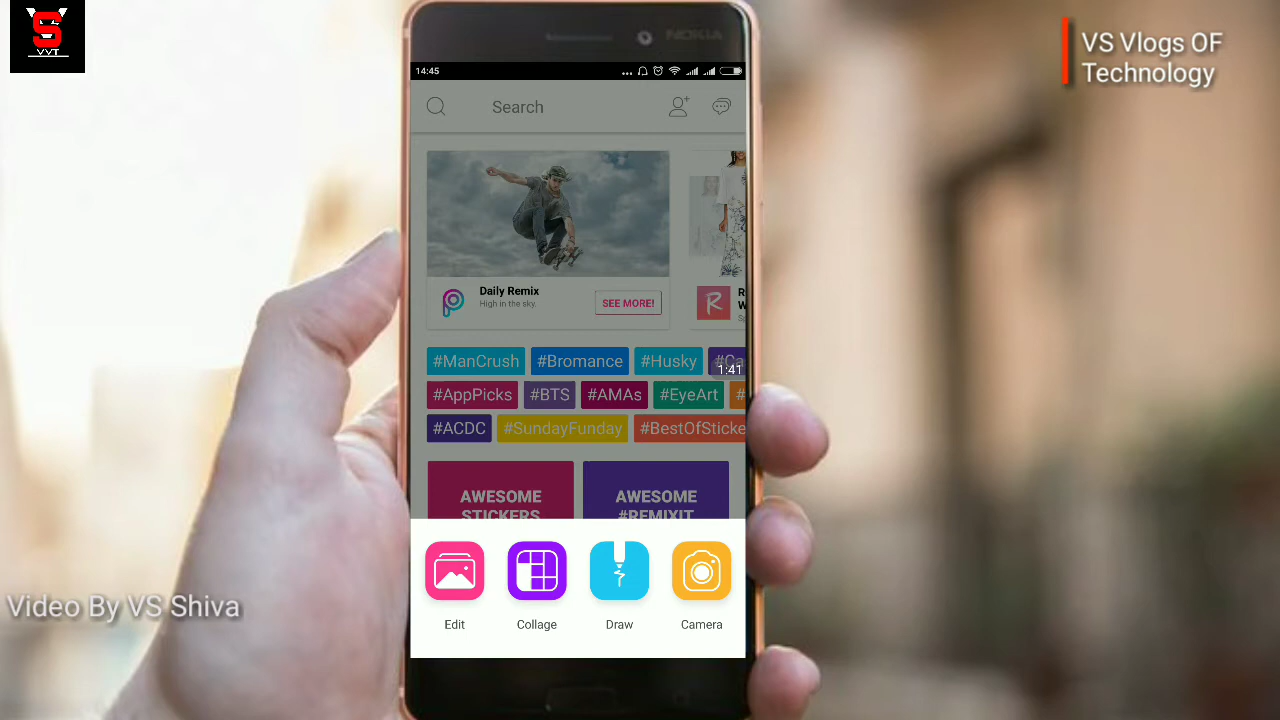 S
VVT
VS Vlogs OF
Technology
NOKIA
14:45
Search
Daily Remix
High in the sky.
SEE MORE!
R
#ManCrush
#Bromance
#Husky
#Ca
1:41
#AppPicks
#BTS
#AMAs
#EyeArt
#
#ACDC
#SundayFunday
#BestOfSticke
AWESOME
STICKERS
AWESOME
#REMIXIT
Edit
Collage
Draw
Camera
Video By VS Shiva